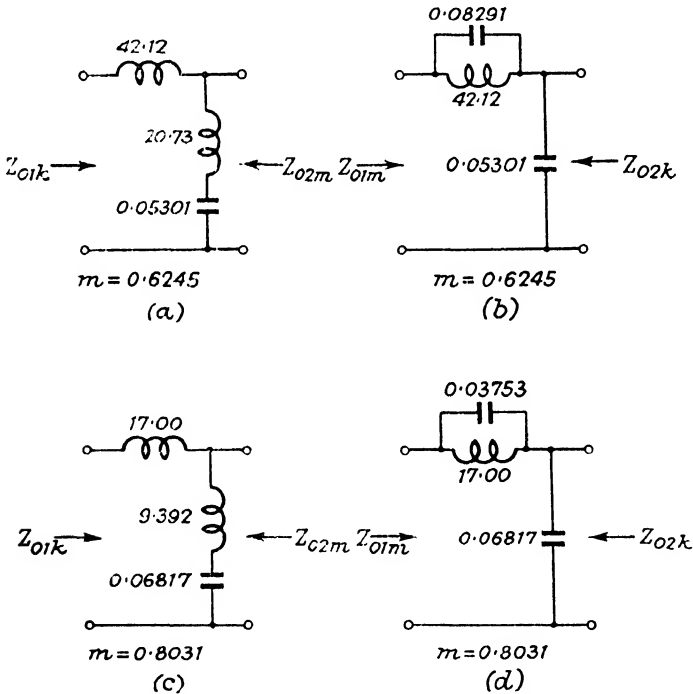 42·12
20·73
0·05301
Z01k
Z02m
m = 0·6245
(a)
0·08291
42·12
0·05301
Z01m
Z02k
m = 0·6245
(b)
17·00
9·392
0·06817
Z01k
Zc2m
m = 0·8031
(c)
0·03753
17·00
0·06817
Z01m
Z02k
m = 0·8031
(d)